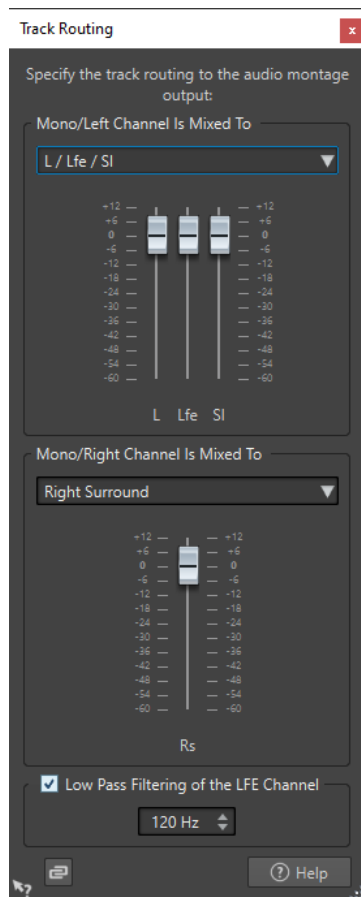 Track Routing
x
Specify the track routing to the audio montage
output:
Mono/Left Channel Is Mixed To
L / Lfe / Sl
+12 +12
+6 +6
0 0
-6 -6
-12 -12
-18 -18
-24 -24
-30 -30
-36 -36
-42 -42
-48 -48
-54 -54
-60 -60
L Lfe Sl
Mono/Right Channel Is Mixed To
Right Surround
+12 +12
+6 +6
0 0
-6 -6
-12 -12
-18 -18
-24 -24
-30 -30
-36 -36
-42 -42
-48 -48
-54 -54
-60 -60
Rs
Low Pass Filtering of the LFE Channel
120 Hz
? ? Help